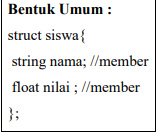 Bentuk Umum :
struct siswa{
string nama; //member
float nilai ; //member
};